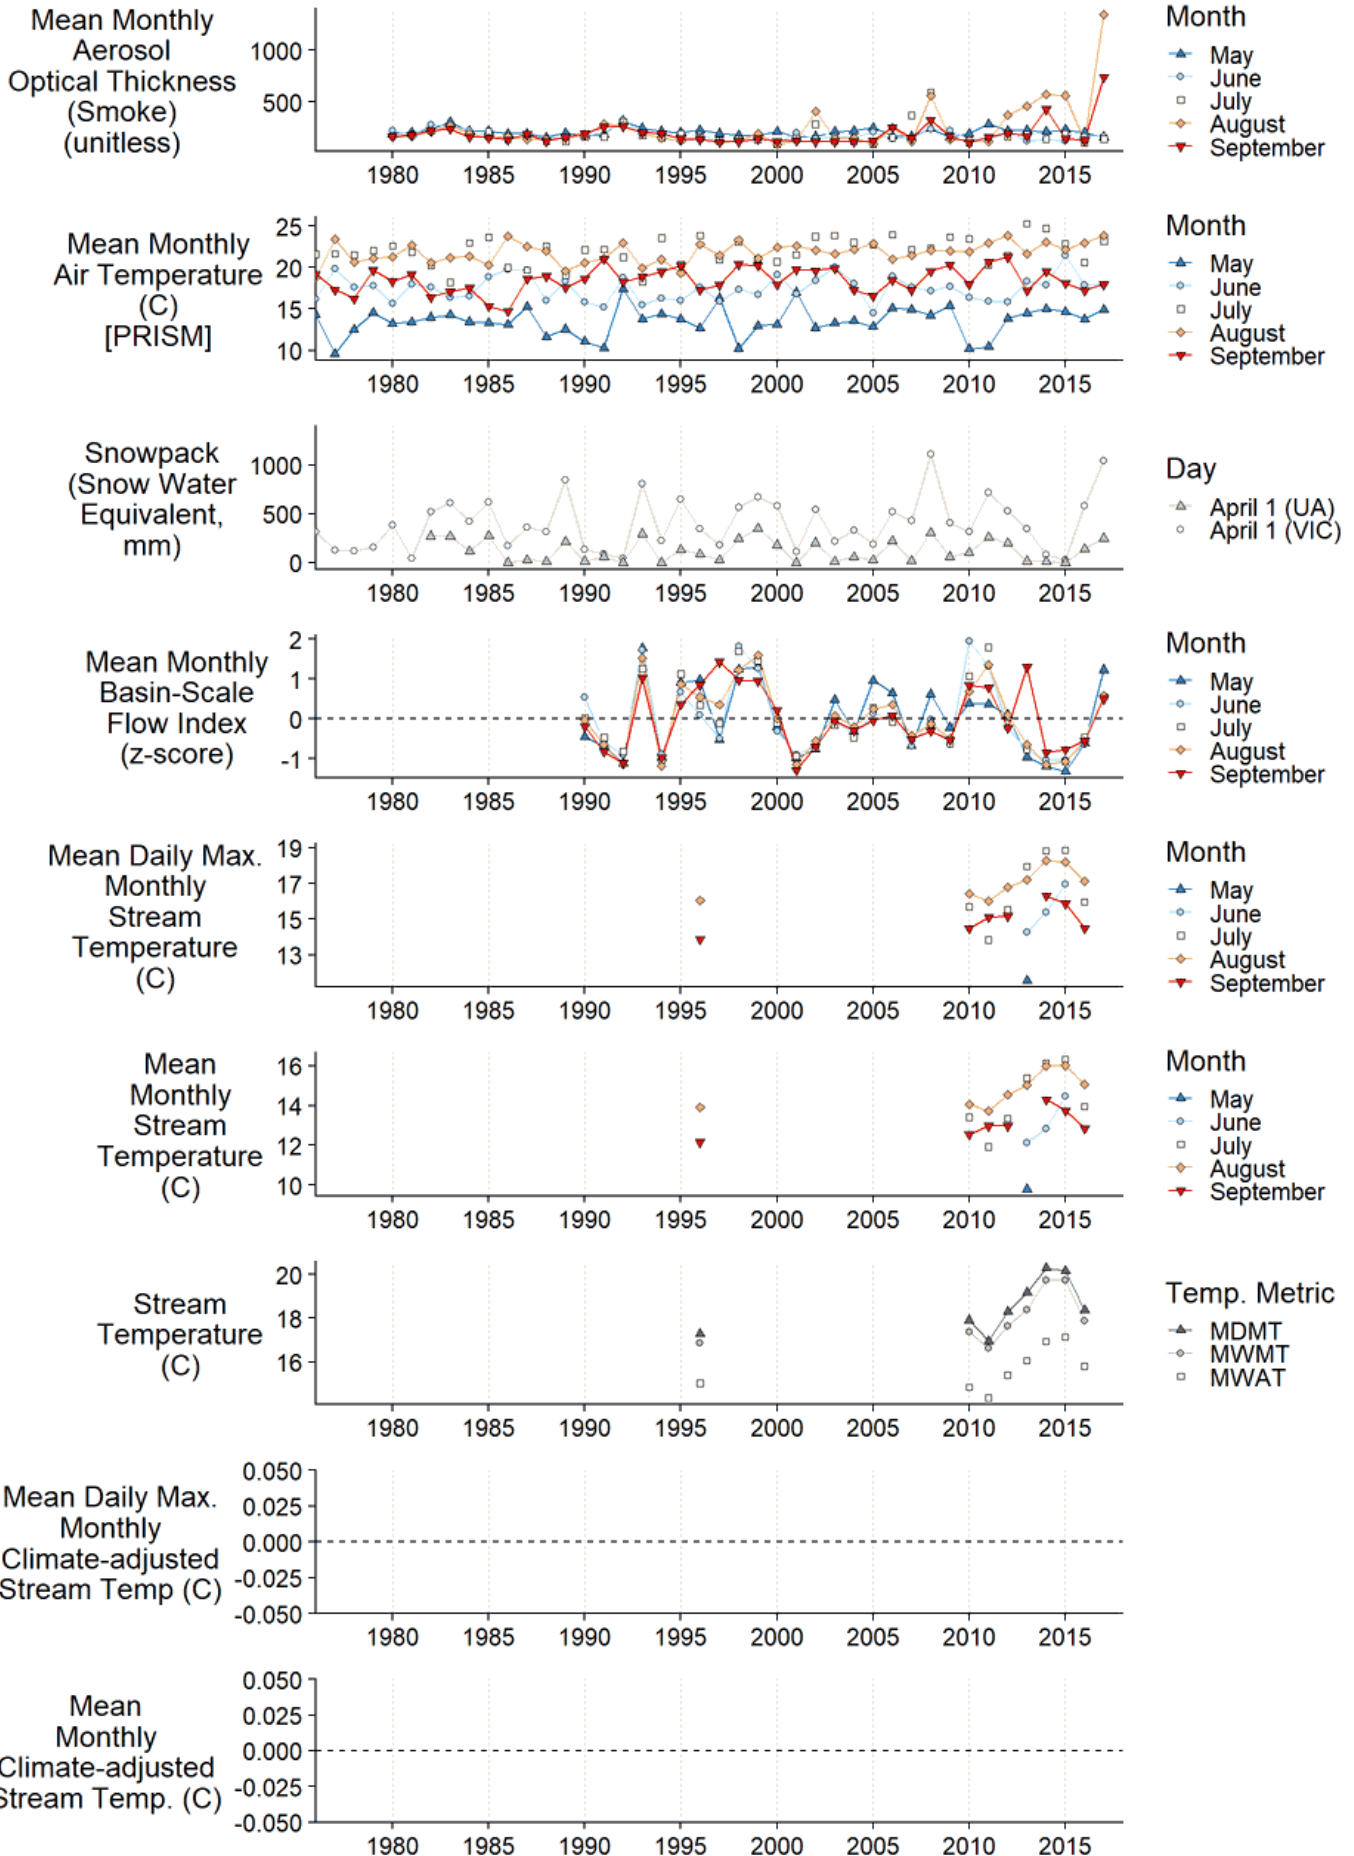 Mean Monthly
Aerosol
Optical Thickness
(Smoke)
(unitless)
1000
500
1980 1985 1990 1995 2000 2005 2010 2015
Month
May
June
July
August
September
Mean Monthly
Air Temperature
(C)
[PRISM]
25
20
15
10
1980 1985 1990 1995 2000 2005 2010 2015
Month
May
June
July
August
September
Snowpack
(Snow Water
Equivalent,
mm)
1000
500
0
1980 1985 1990 1995 2000 2005 2010 2015
Day
April 1 (UA)
April 1 (VIC)
Mean Monthly
Basin-Scale
Flow Index
(z-score)
2
1
0
-1
1980 1985 1990 1995 2000 2005 2010 2015
Month
May
June
July
August
September
Mean Daily Max.
Monthly
Stream
Temperature
(C)
19
17
15
13
1980 1985 1990 1995 2000 2005 2010 2015
Month
May
June
July
August
September
Mean
Monthly
Stream
Temperature
(C)
16
14
12
10
1980 1985 1990 1995 2000 2005 2010 2015
Month
May
June
July
August
September
Stream
Temperature
(C)
20
18
16
1980 1985 1990 1995 2000 2005 2010 2015
Temp. Metric
MDMT
MWMT
MWAT
Mean Daily Max.
Monthly
Climate-adjusted
Stream Temp (C)
0.050
0.025
0.000
-0.025
-0.050
1980 1985 1990 1995 2000 2005 2010 2015
Mean
Monthly
Climate-adjusted
Stream Temp. (C)
0.050
0.025
0.000
-0.025
-0.050
1980 1985 1990 1995 2000 2005 2010 2015